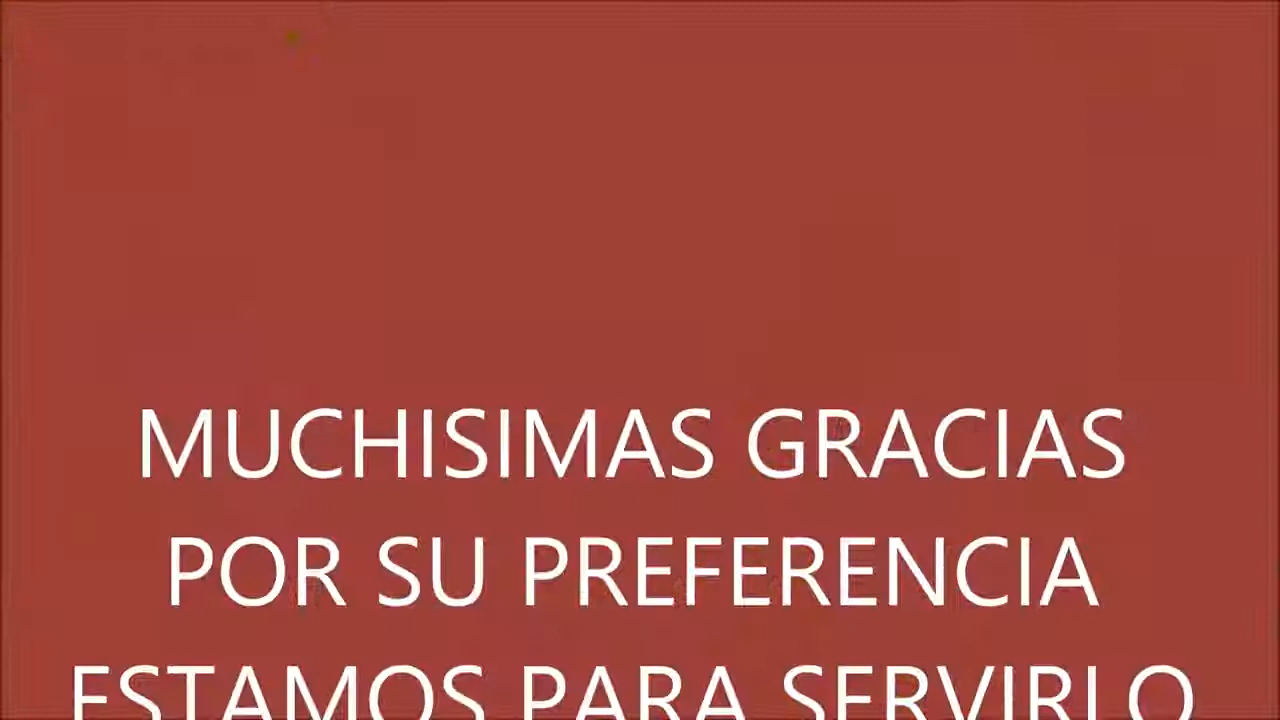 MUCHISIMAS GRACIAS
POR SU PREFERENCIA
ESTAMOS PARA SERVIRLO